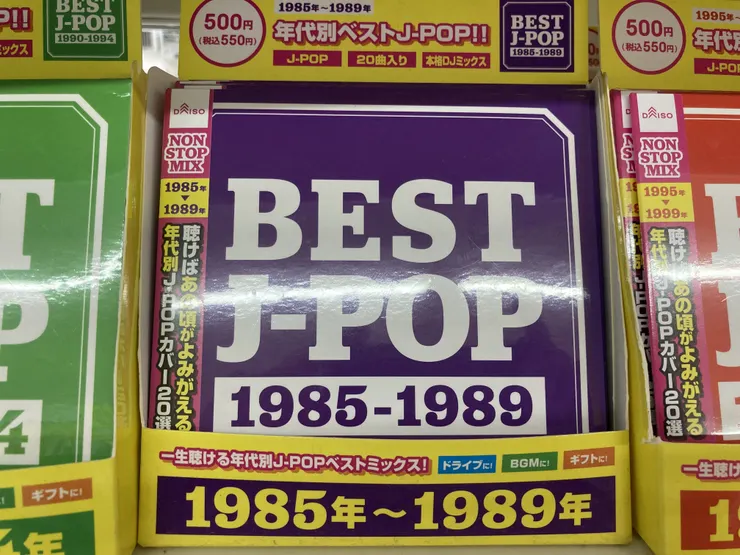 BEST
J-POP
1990-1994
ミックス
4
ギフトに!
年
1985年~1989年
500円
(税込550円)
年代別ベストJ-POP!!
J-POP
20曲入り
本格DJミックス
BEST
J-POP
1985-1989
DAISO
NON
STOP
MIX
1985年
1989年
聴けばあの頃がよみがえる
年代別J-POPカバー20選
BEST
J-POP
1985-1989
一生聴ける年代別J-POPベストミックス!
ドライブに!
BGMに!
ギフトに!
1985年~1989年
1995年~
500円
(税込550円)
年代別
J-POP
DAISO
NON
STOP
MIX
1995年
1999年
聴けばあの頃がよみがえる
年代別J-POPカバー20選
一生聴ける